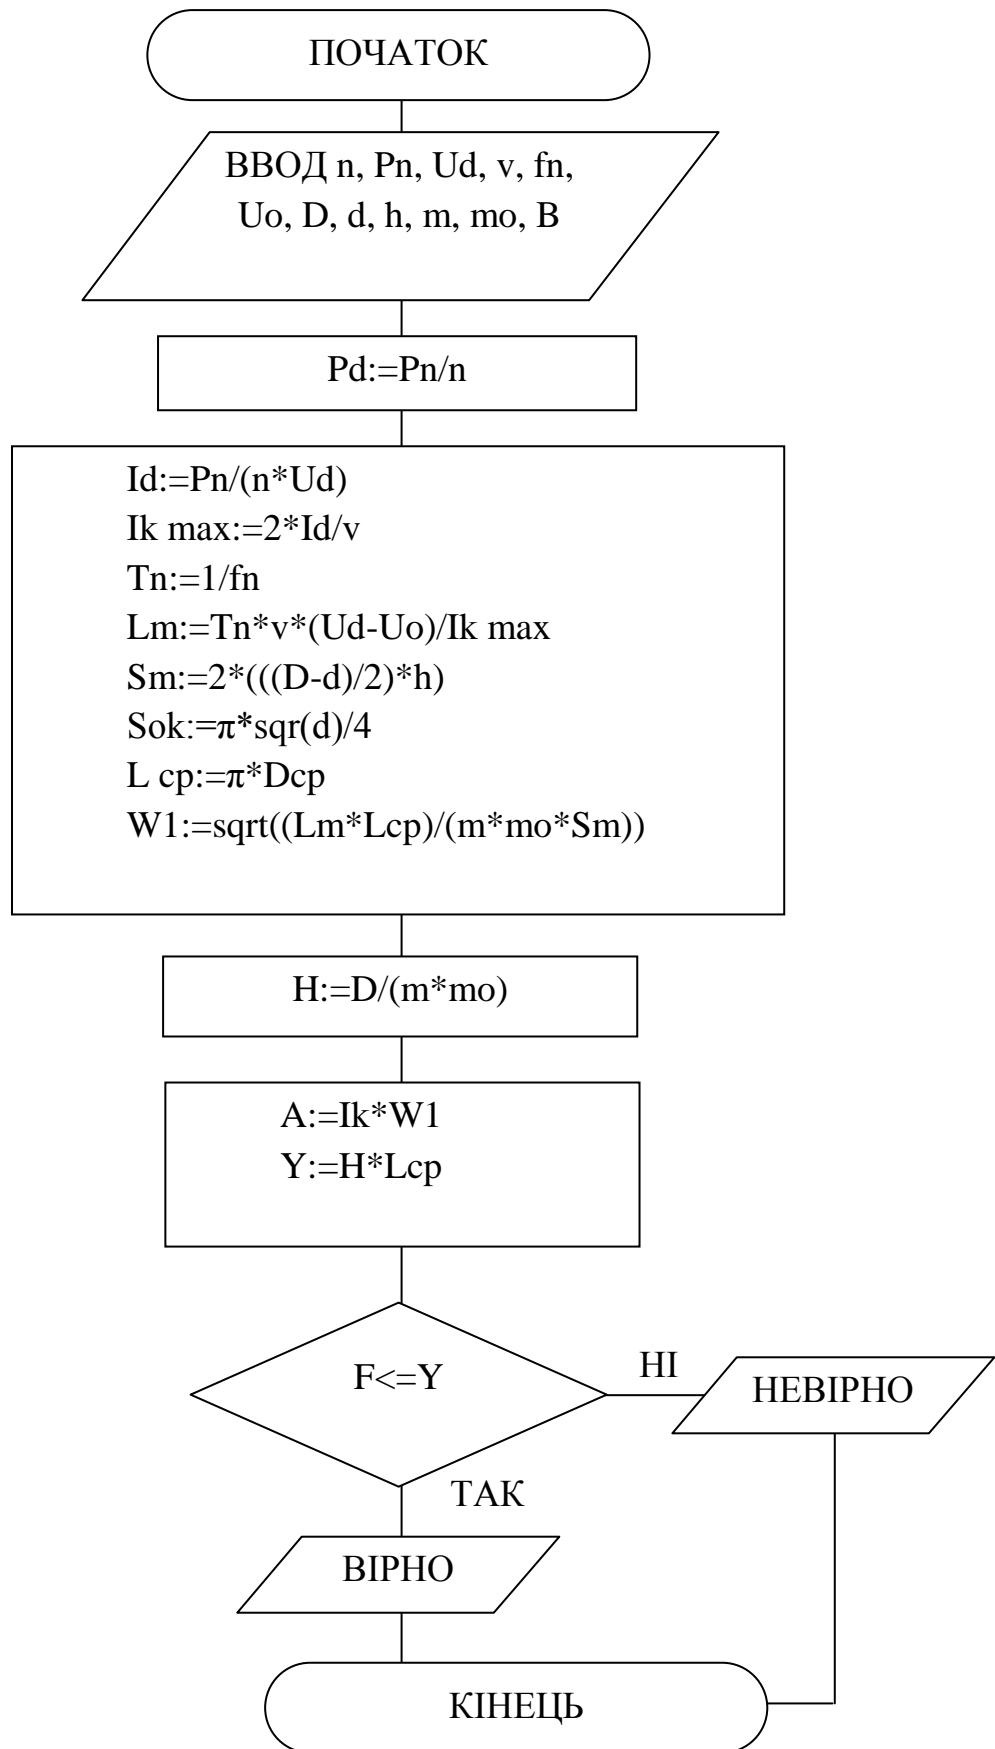 ПОЧАТОК
ВВОД n, Pn, Ud, v, fn,
Uo, D, d, h, m, mo, B
Pd:=Pn/n
Id:=Pn/(n*Ud)
Ik max:=2*Id/v
Tn:=1/fn
Lm:=Tn*v*(Ud-Uo)/Ik max
Sm:=2*(((D-d)/2)*h)
Sok:=π*sqr(d)/4
L cp:=π*Dcp
W1:=sqrt((Lm*Lcp)/(m*mo*Sm))
H:=D/(m*mo)
A:=Ik*W1
Y:=H*Lcp
F<=Y
НІ
НЕВІРНО
ТАК
ВІРНО
КІНЕЦЬ